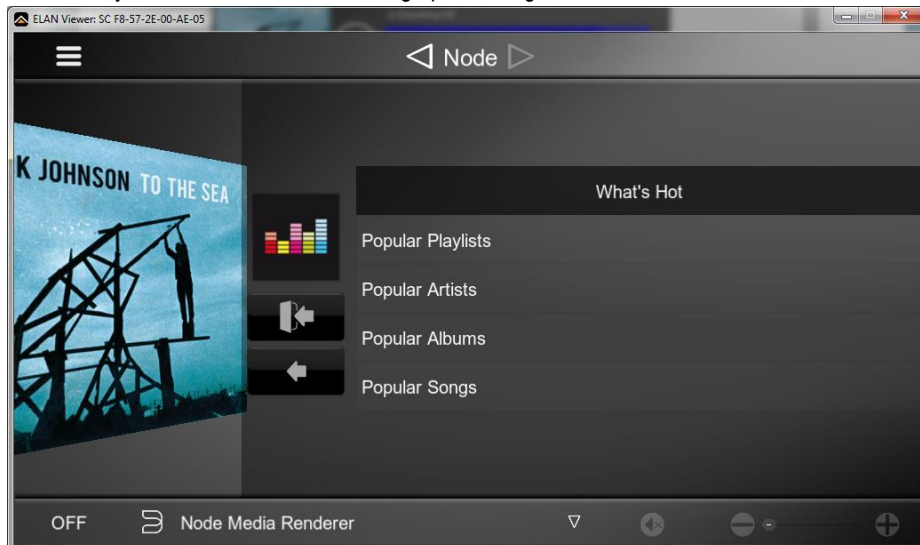 ELAN Viewer: SC F8-57-2E-00-AE-05
Node
K JOHNSON TO THE SEA
What's Hot
Popular Playlists
Popular Artists
Popular Albums
Popular Songs
OFF
Node Media Renderer